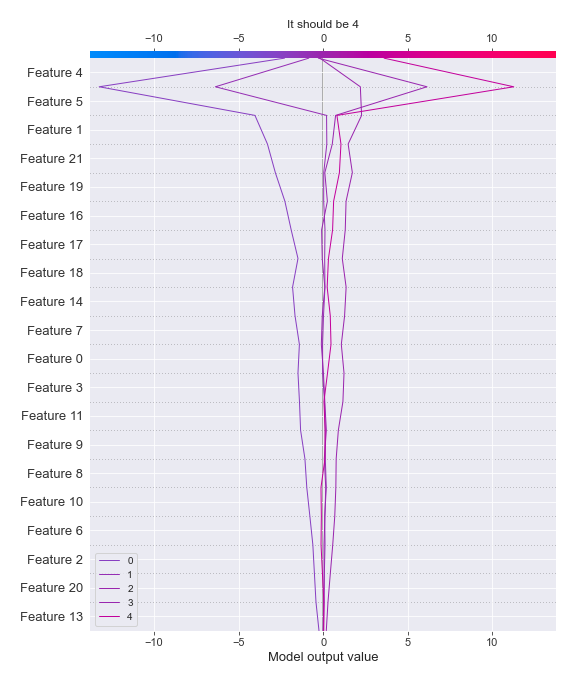 It should be 4
−10 −5 0 5 10
Feature 4
Feature 5
Feature 1
Feature 21
Feature 19
Feature 16
Feature 17
Feature 18
Feature 14
Feature 7
Feature 0
Feature 3
Feature 11
Feature 9
Feature 8
Feature 10
Feature 6
Feature 2
Feature 20
Feature 13
0
1
2
3
4
−10 −5 0 5 10
Model output value